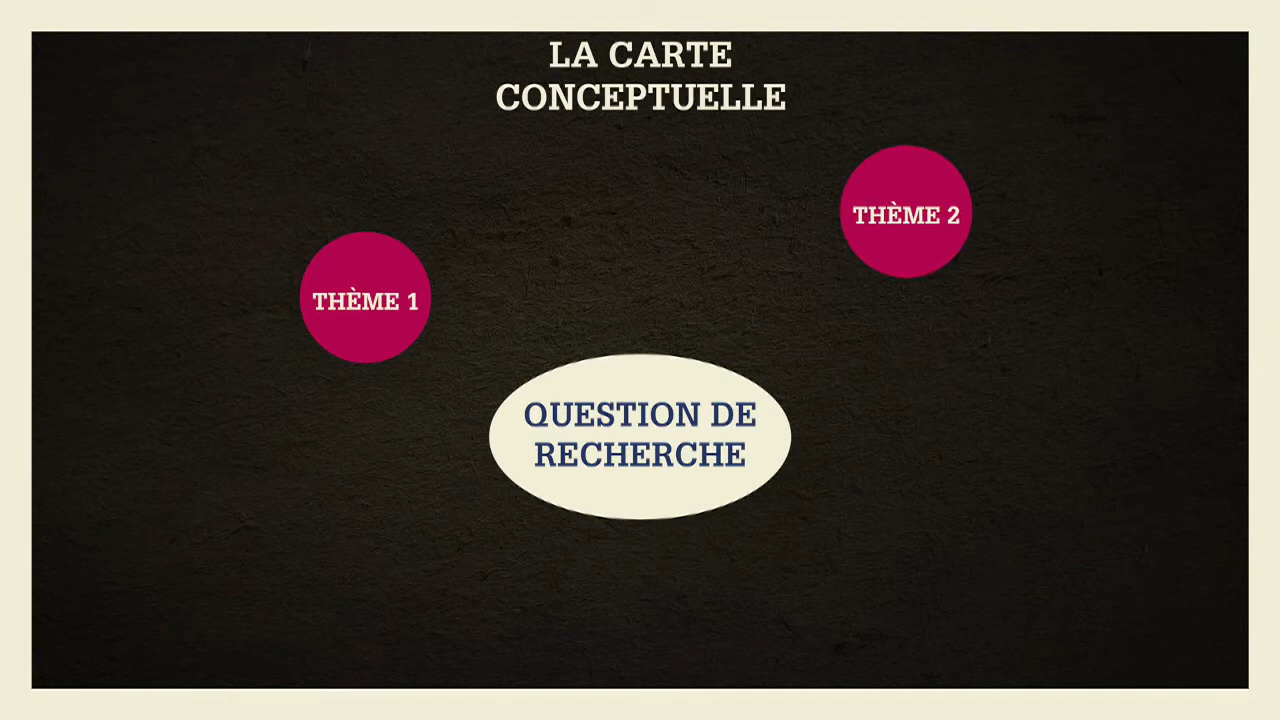 LA CARTE
CONCEPTUELLE
THÈME 2
THÈME 1
QUESTION DE
RECHERCHE